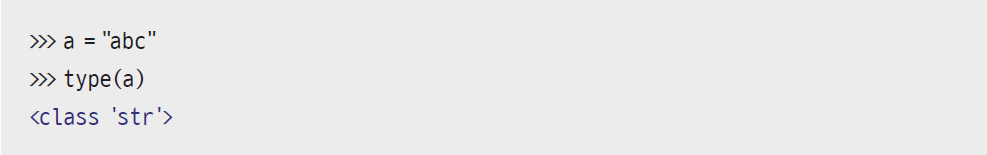 >>> a = "abc"
>>> type(a)
<class 'str'>